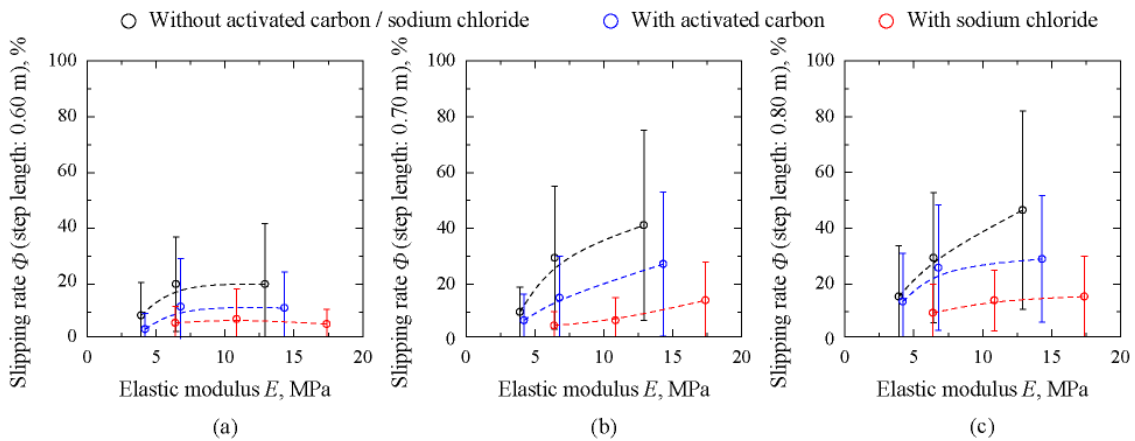 Without activated carbon / sodium chloride
With activated carbon
With sodium chloride
Slipping rate Φ (step length: 0.60 m), %
100
80
60
40
20
0
0 5 10 15 20
Elastic modulus E, MPa
(a)
Slipping rate Φ (step length: 0.70 m), %
100
80
60
40
20
0
0 5 10 15 20
Elastic modulus E, MPa
(b)
Slipping rate Φ (step length: 0.80 m), %
100
80
60
40
20
0
0 5 10 15 20
Elastic modulus E, MPa
(c)